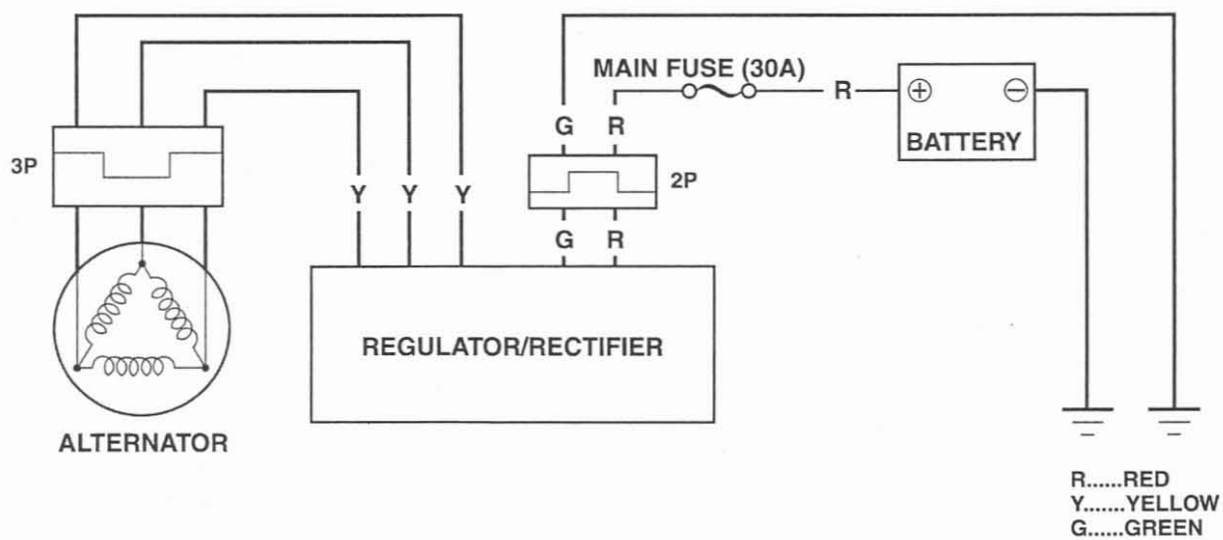 MAIN FUSE (30A)
R
BATTERY
G R
3P
2P
Y Y Y
G R
REGULATOR/RECTIFIER
ALTERNATOR
R......RED
Y.......YELLOW
G......GREEN